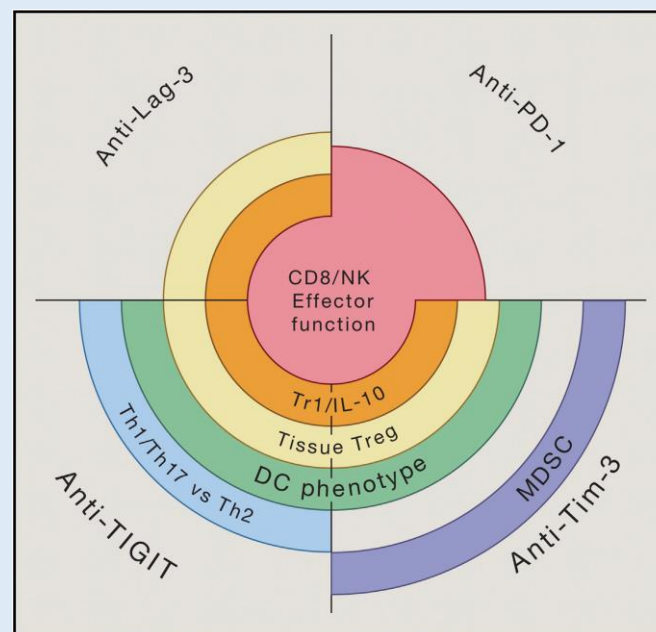 Anti-Lag-3
Anti-PD-1
CD8/NK
Effector
function
Tr1/IL-10
Tissue Treg
DC phenotype
Th1/Th17 vs Th2
MDSC
Anti-TIGIT
Anti-Tim-3